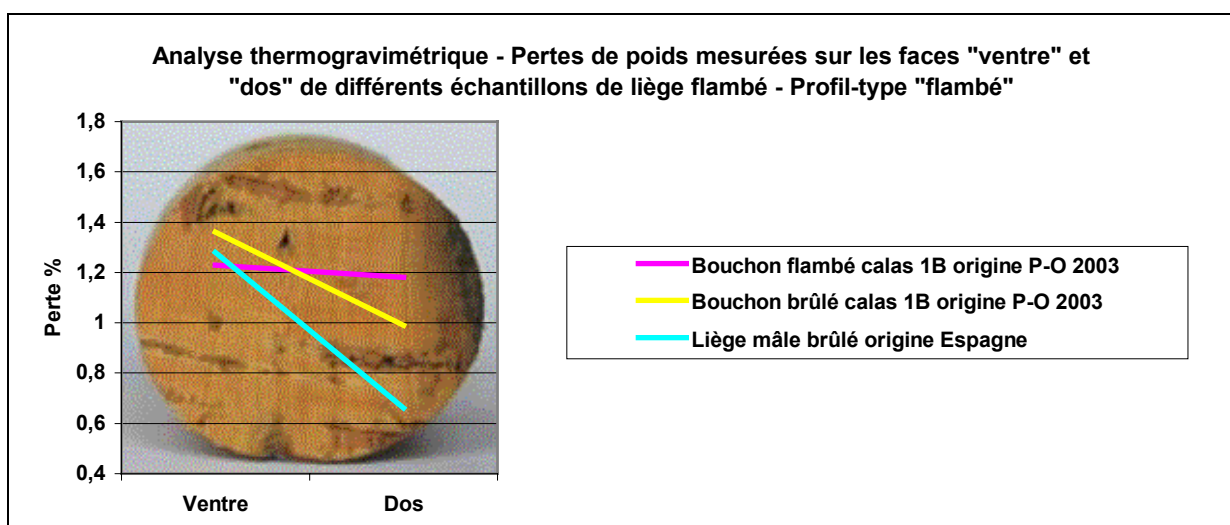 Analyse thermogravimétrique - Pertes de poids mesurées sur les faces "ventre" et
"dos" de différents échantillons de liège flambé - Profil-type "flambé"
1,8
1,6
1,4
1,2
1
0,8
0,6
0,4
Perte %
Ventre Dos
Bouchon flambé calas 1B origine P-O 2003
Bouchon brûlé calas 1B origine P-O 2003
Liège mâle brûlé origine Espagne